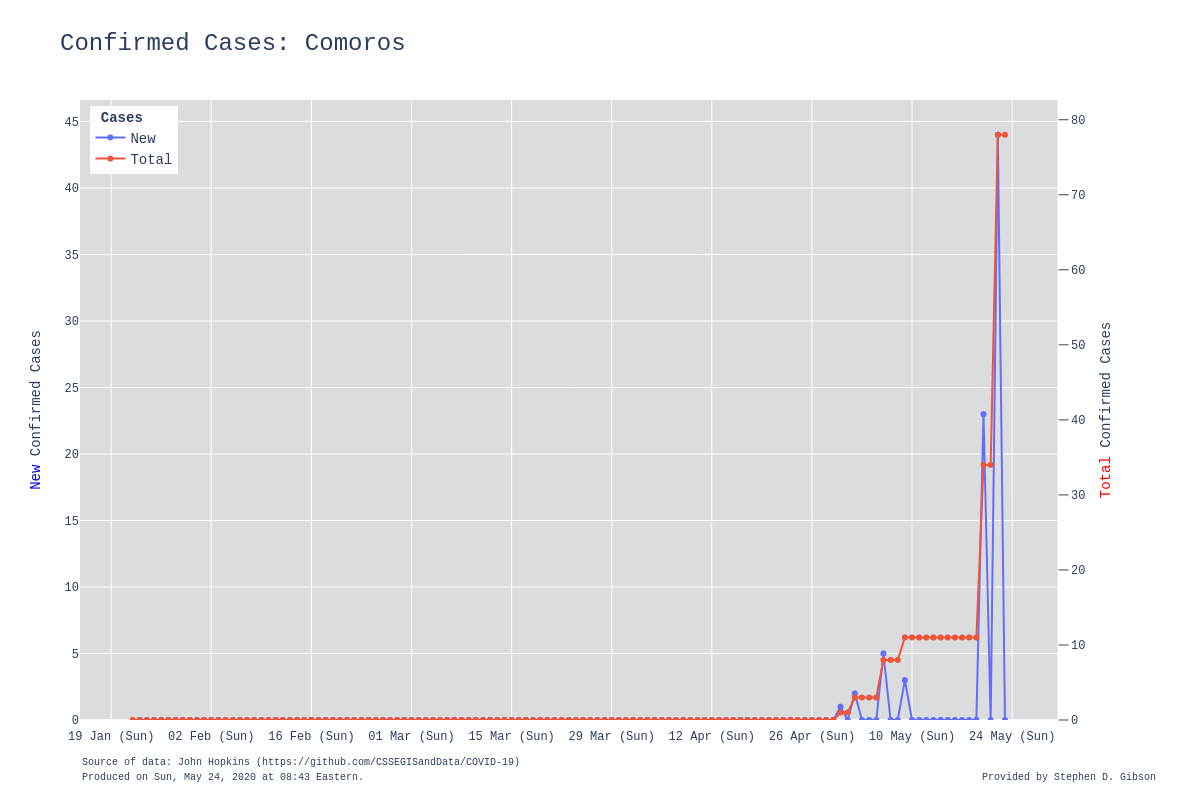 Confirmed Cases: Comoros
Cases
New
Total
45
40
35
30
25
20
15
10
5
0
New Confirmed Cases
80
70
60
50
40
30
20
10
0
Total Confirmed Cases
19 Jan (Sun) 02 Feb (Sun) 16 Feb (Sun) 01 Mar (Sun) 15 Mar (Sun) 29 Mar (Sun) 12 Apr (Sun) 26 Apr (Sun) 10 May (Sun) 24 May (Sun)
Source of data: John Hopkins (https://github.com/CSSEGISandData/COVID-19)
Produced on Sun, May 24, 2020 at 08:43 Eastern.
Provided by Stephen D. Gibson